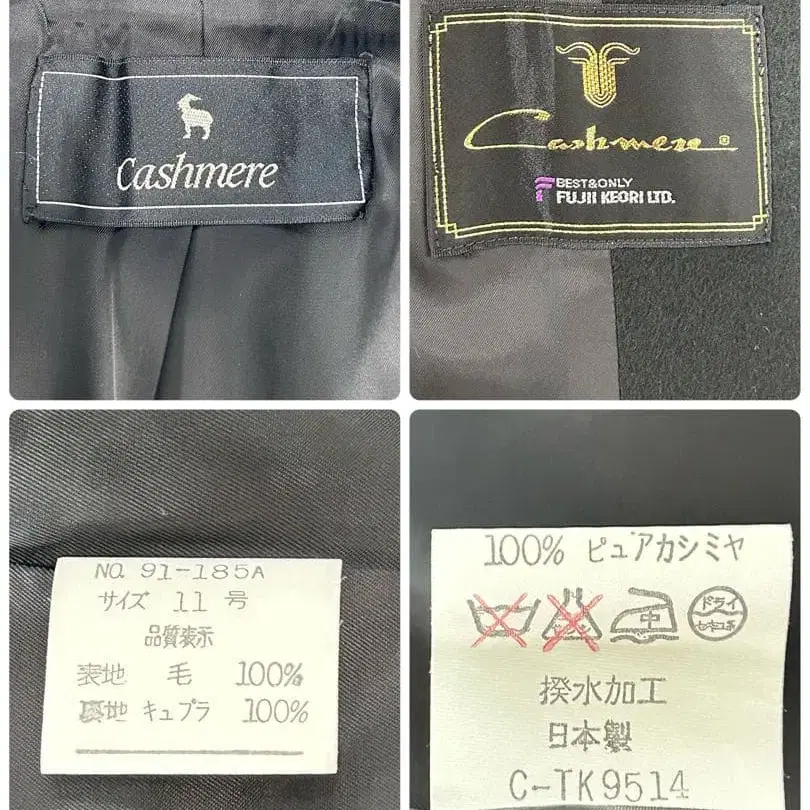 Cashmere
Cashmere®
BEST&ONLY
FUJII KEORI LTD.
NO. 91-185A
サイズ 11 号
品質表示
表地 毛 100%
裏地 キュプラ 100%
100% ピュアカシミヤ
中
ドライ
セキユ系
撥水加工
日本製
C-TK9514